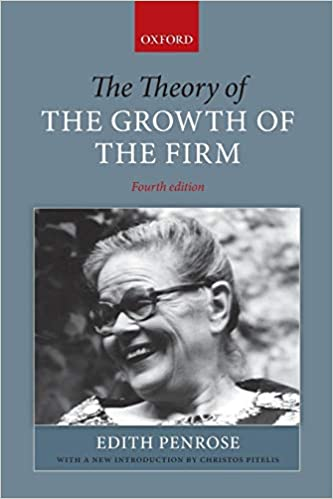 OXFORD
The Theory of
THE GROWTH OF
THE FIRM
Fourth edition
EDITH PENROSE
WITH A NEW INTRODUCTION BY CHRISTOS PITELIS